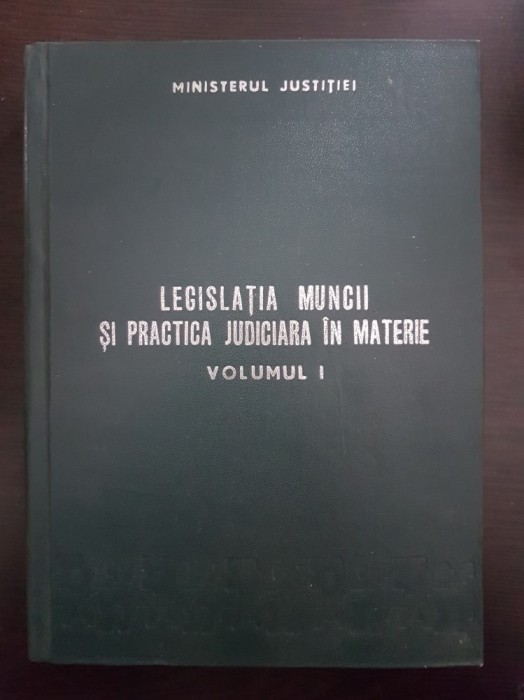 MINISTERUL JUSTIȚIEI
LEGISLAȚIA MUNCII
ȘI PRACTICA JUDICIARA ÎN MATERIE
VOLUMUL I